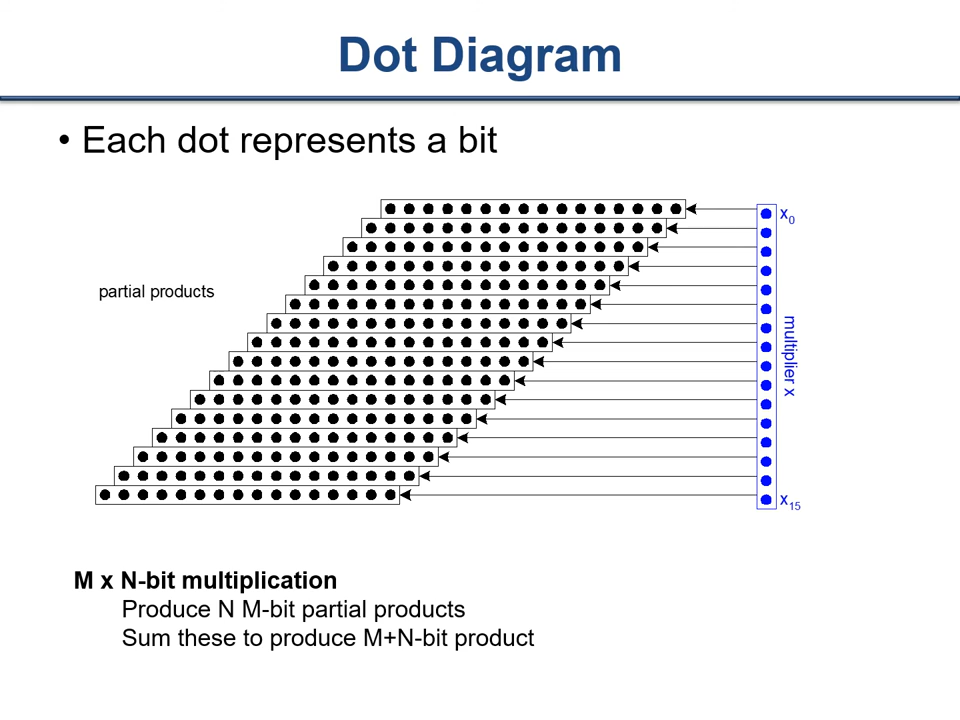 Dot Diagram
• Each dot represents a bit
x0
partial products
multiplier x
x15
M x N-bit multiplication
Produce N M-bit partial products
Sum these to produce M+N-bit product